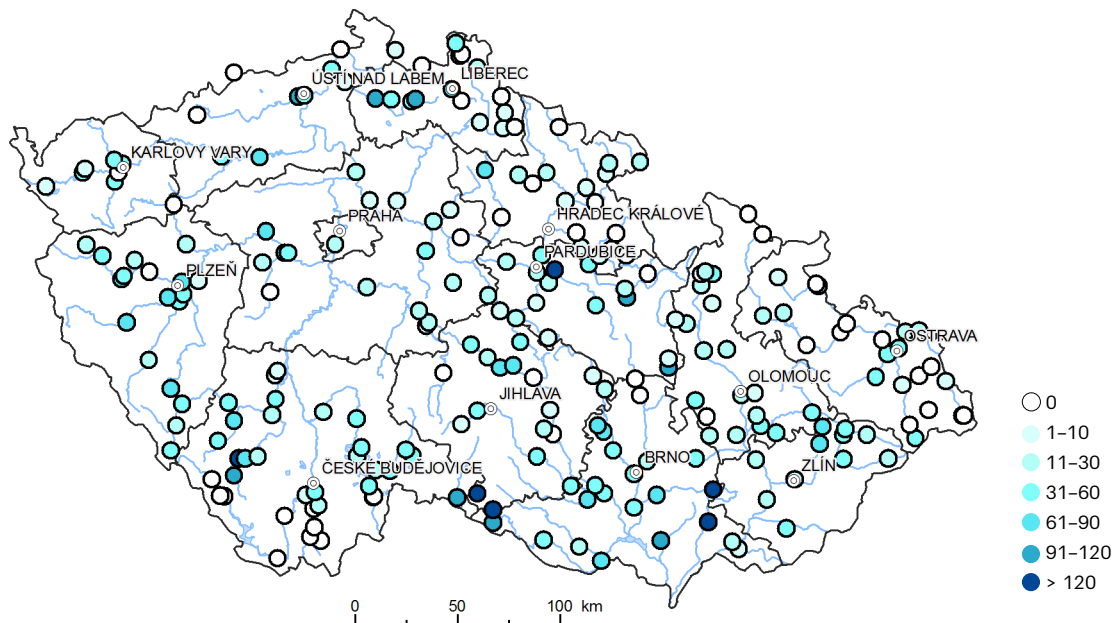 ÚSTÍ NAD LABEM
LIBEREC
KARLOVY VARY
PRAHA
HRADEC KRÁLOVÉ
PARDUBICE
PLZEŇ
OSTRAVA
OLOMOUC
JIHLAVA
BRNO
ZLÍN
ČESKÉ BUDĚJOVICE
0
1–10
11–30
31–60
61–90
91–120
> 120
0 50 100 km